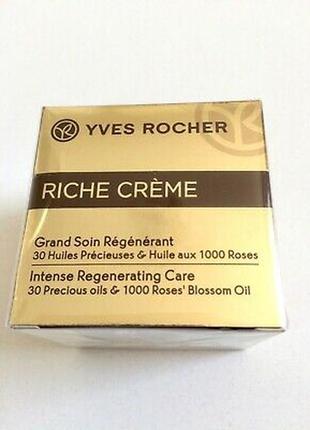 YVES ROCHER
RICHE CRÈME
Grand Soin Régénérant
30 Huiles Précieuses & Huile aux 1000 Roses
Intense Regenerating Care
30 Precious oils & 1000 Roses' Blossom Oil